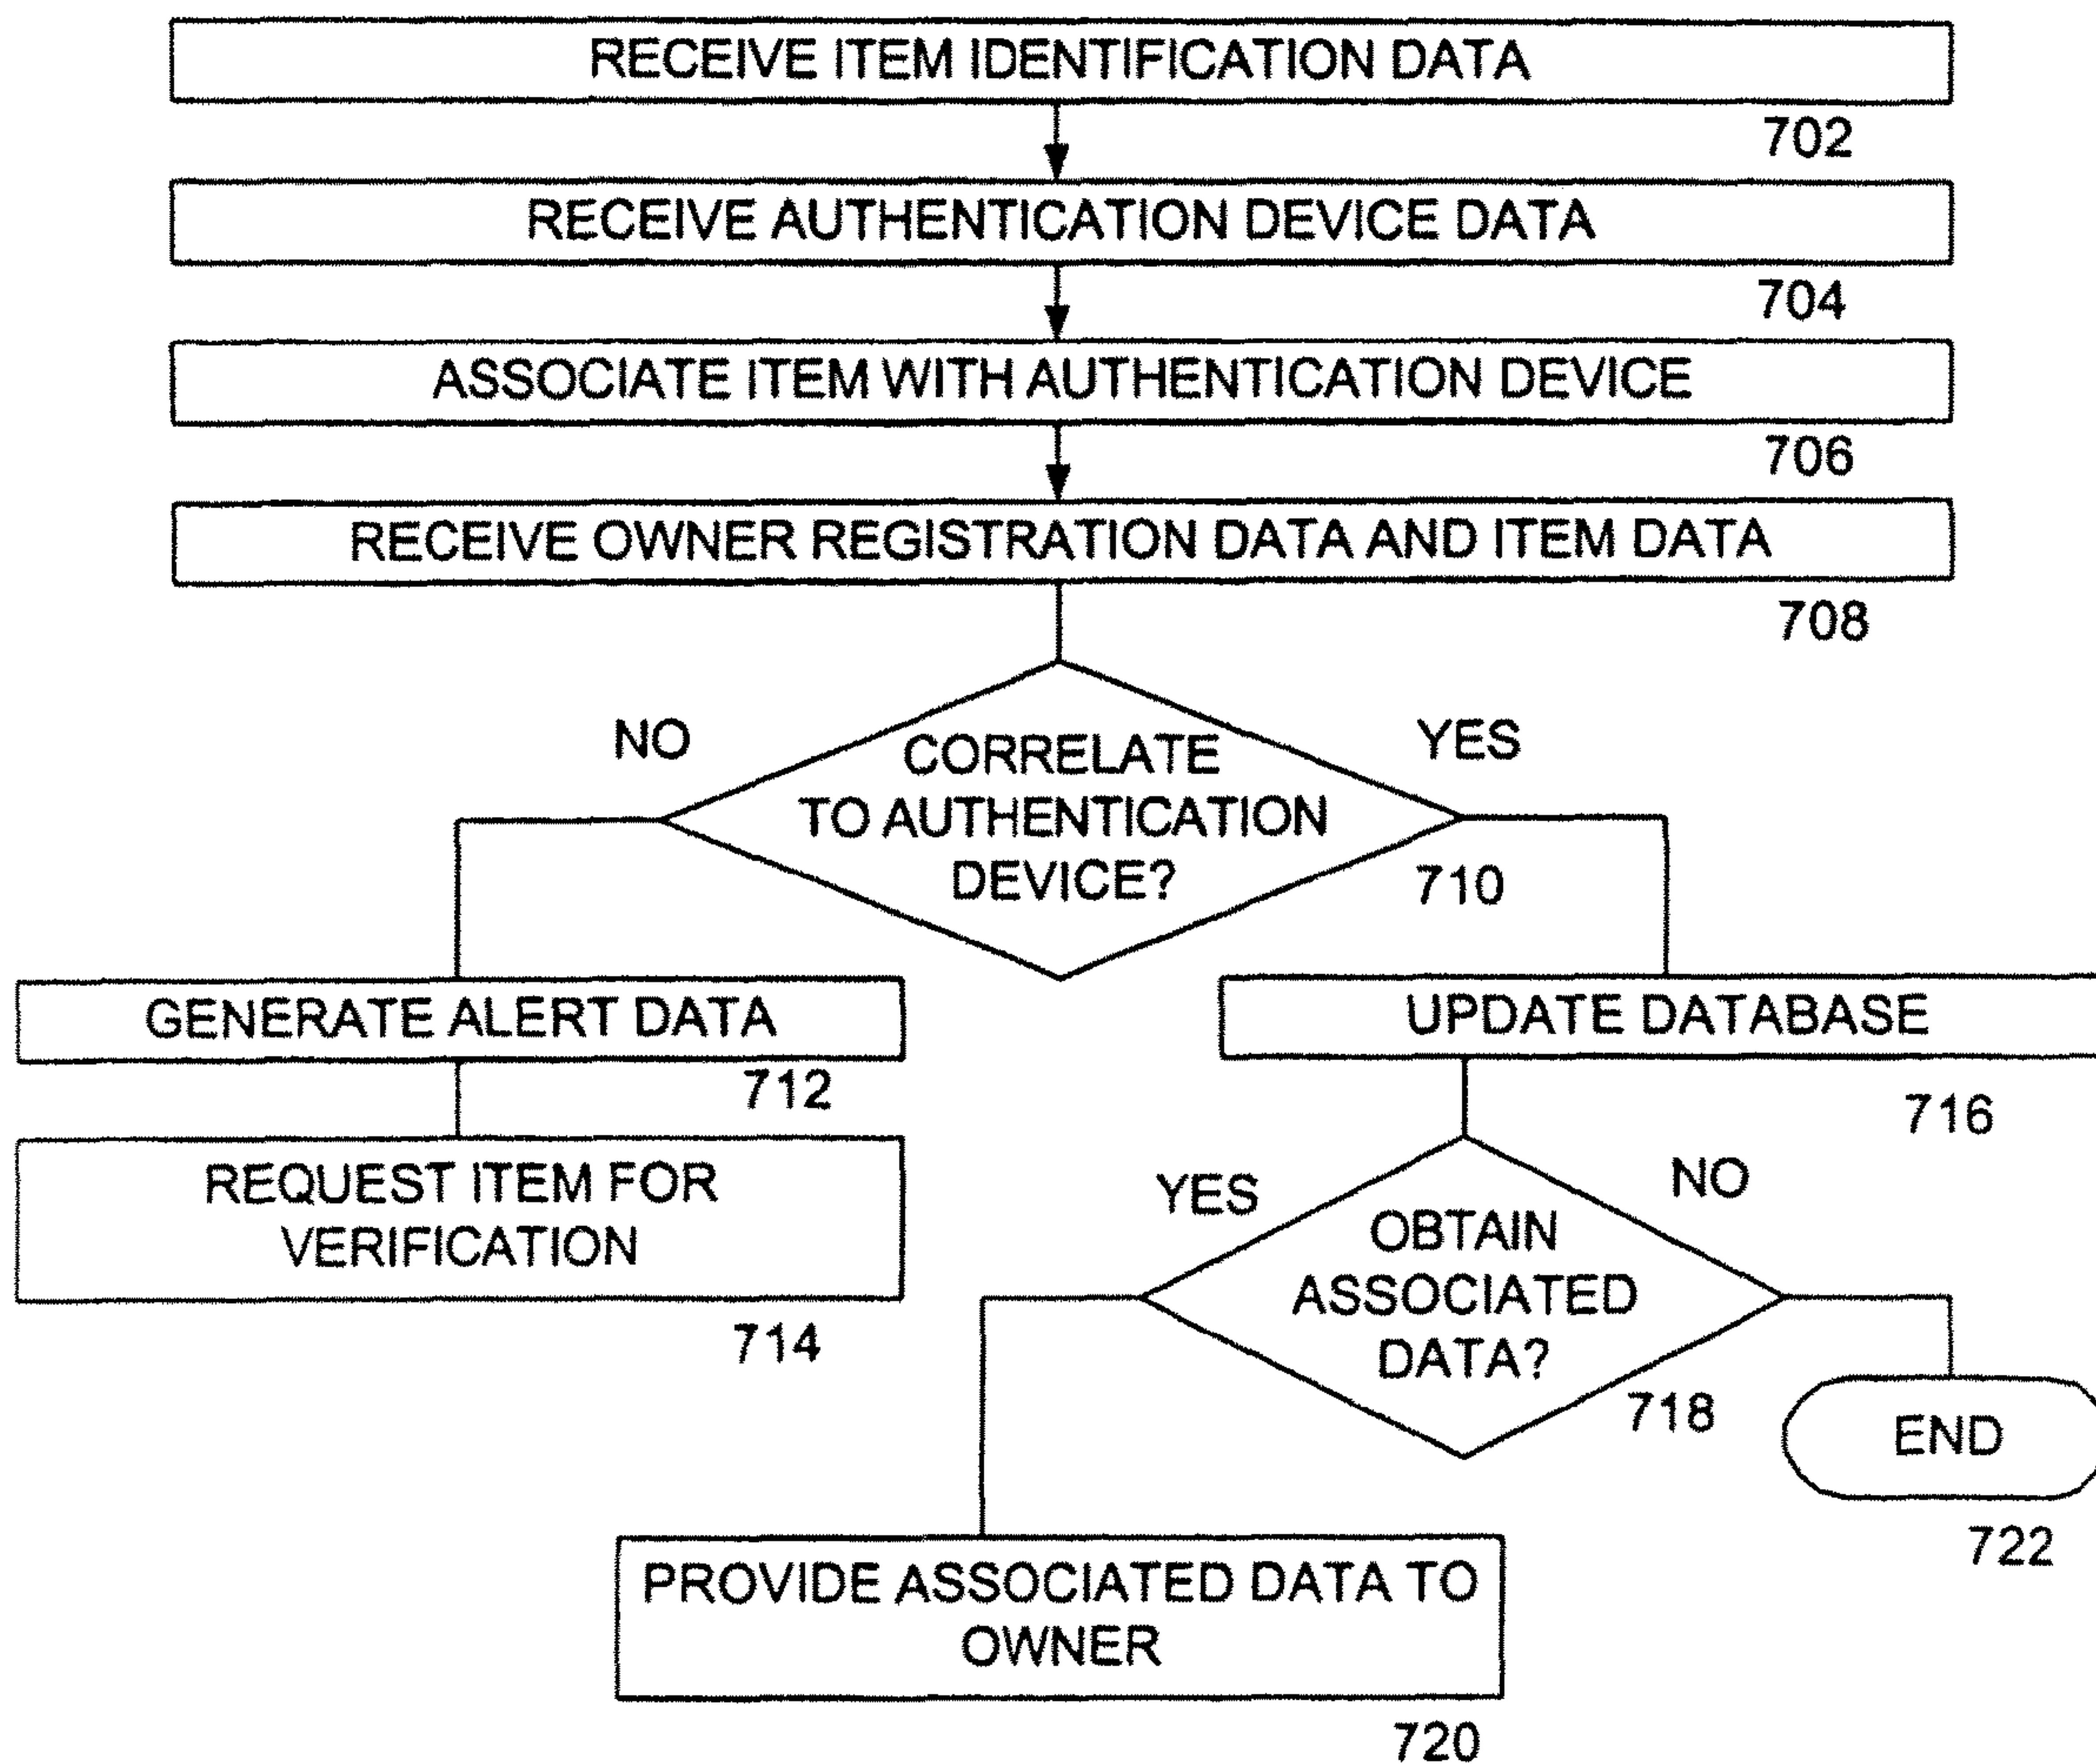 RECEIVE ITEM IDENTIFICATION DATA
702
RECEIVE AUTHENTICATION DEVICE DATA
704
ASSOCIATE ITEM WITH AUTHENTICATION DEVICE
706
RECEIVE OWNER REGISTRATION DATA AND ITEM DATA
708
NO
YES
CORRELATE
TO AUTHENTICATION
DEVICE?
710
GENERATE ALERT DATA
712
UPDATE DATABASE
716
REQUEST ITEM FOR
VERIFICATION
714
YES
NO
OBTAIN
ASSOCIATED
DATA?
718
END
722
PROVIDE ASSOCIATED DATA TO
OWNER
720